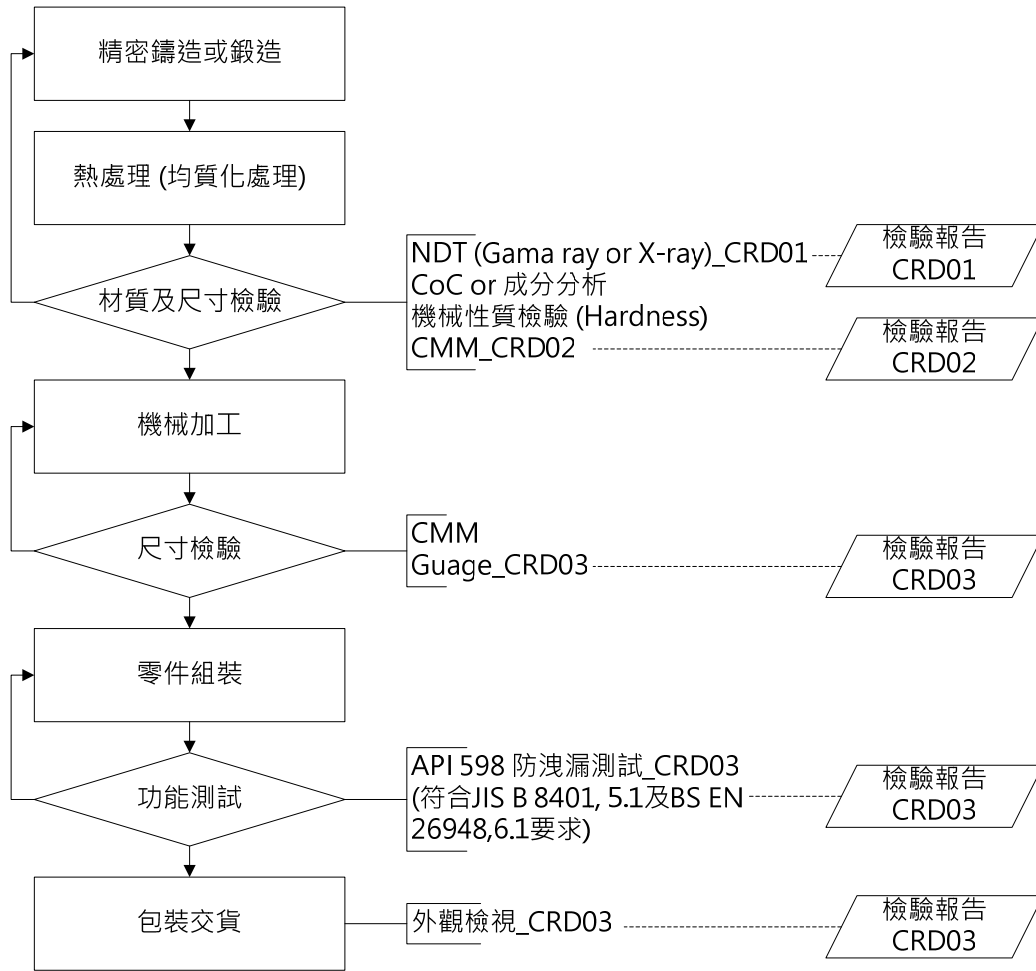 精密鑄造或鍛造
熱處理 (均質化處理)
材質及尺寸檢驗
NDT (Gama ray or X-ray)_CRD01
CoC or 成分分析
機械性質檢驗 (Hardness)
CMM_CRD02
檢驗報告
CRD01
檢驗報告
CRD02
機械加工
尺寸檢驗
CMM
Guage_CRD03
檢驗報告
CRD03
零件組裝
功能測試
API 598 防洩漏測試_CRD03
(符合JIS B 8401, 5.1及BS EN
26948,6.1要求)
檢驗報告
CRD03
包裝交貨
外觀檢視_CRD03
檢驗報告
CRD03